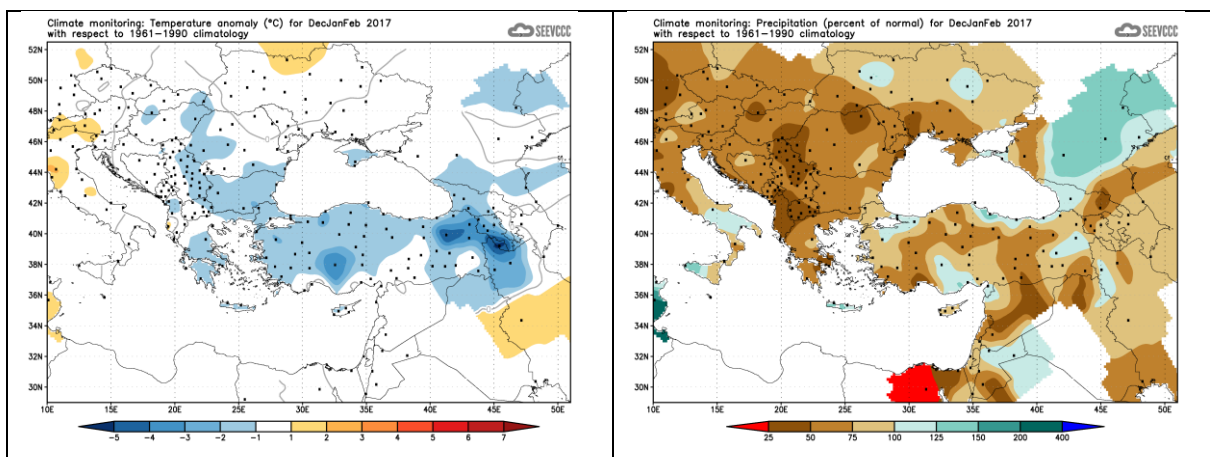 Climate monitoring: Temperature anomaly (°C) for DecJanFeb 2017
with respect to 1961–1990 climatology
SEEVCCC
52N
50N
48N
46N
44N
42N
40N
38N
36N
34N
32N
30N
10E 15E 20E 25E 30E 35E 40E 45E 50E
-5 -4 -3 -2 -1 1 2 3 4 5 6 7
Climate monitoring: Precipitation (percent of normal) for DecJanFeb 2017
with respect to 1961–1990 climatology
SEEVCCC
52N
50N
48N
46N
44N
42N
40N
38N
36N
34N
32N
30N
10E 15E 20E 25E 30E 35E 40E 45E 50E
25 50 75 100 125 150 200 400